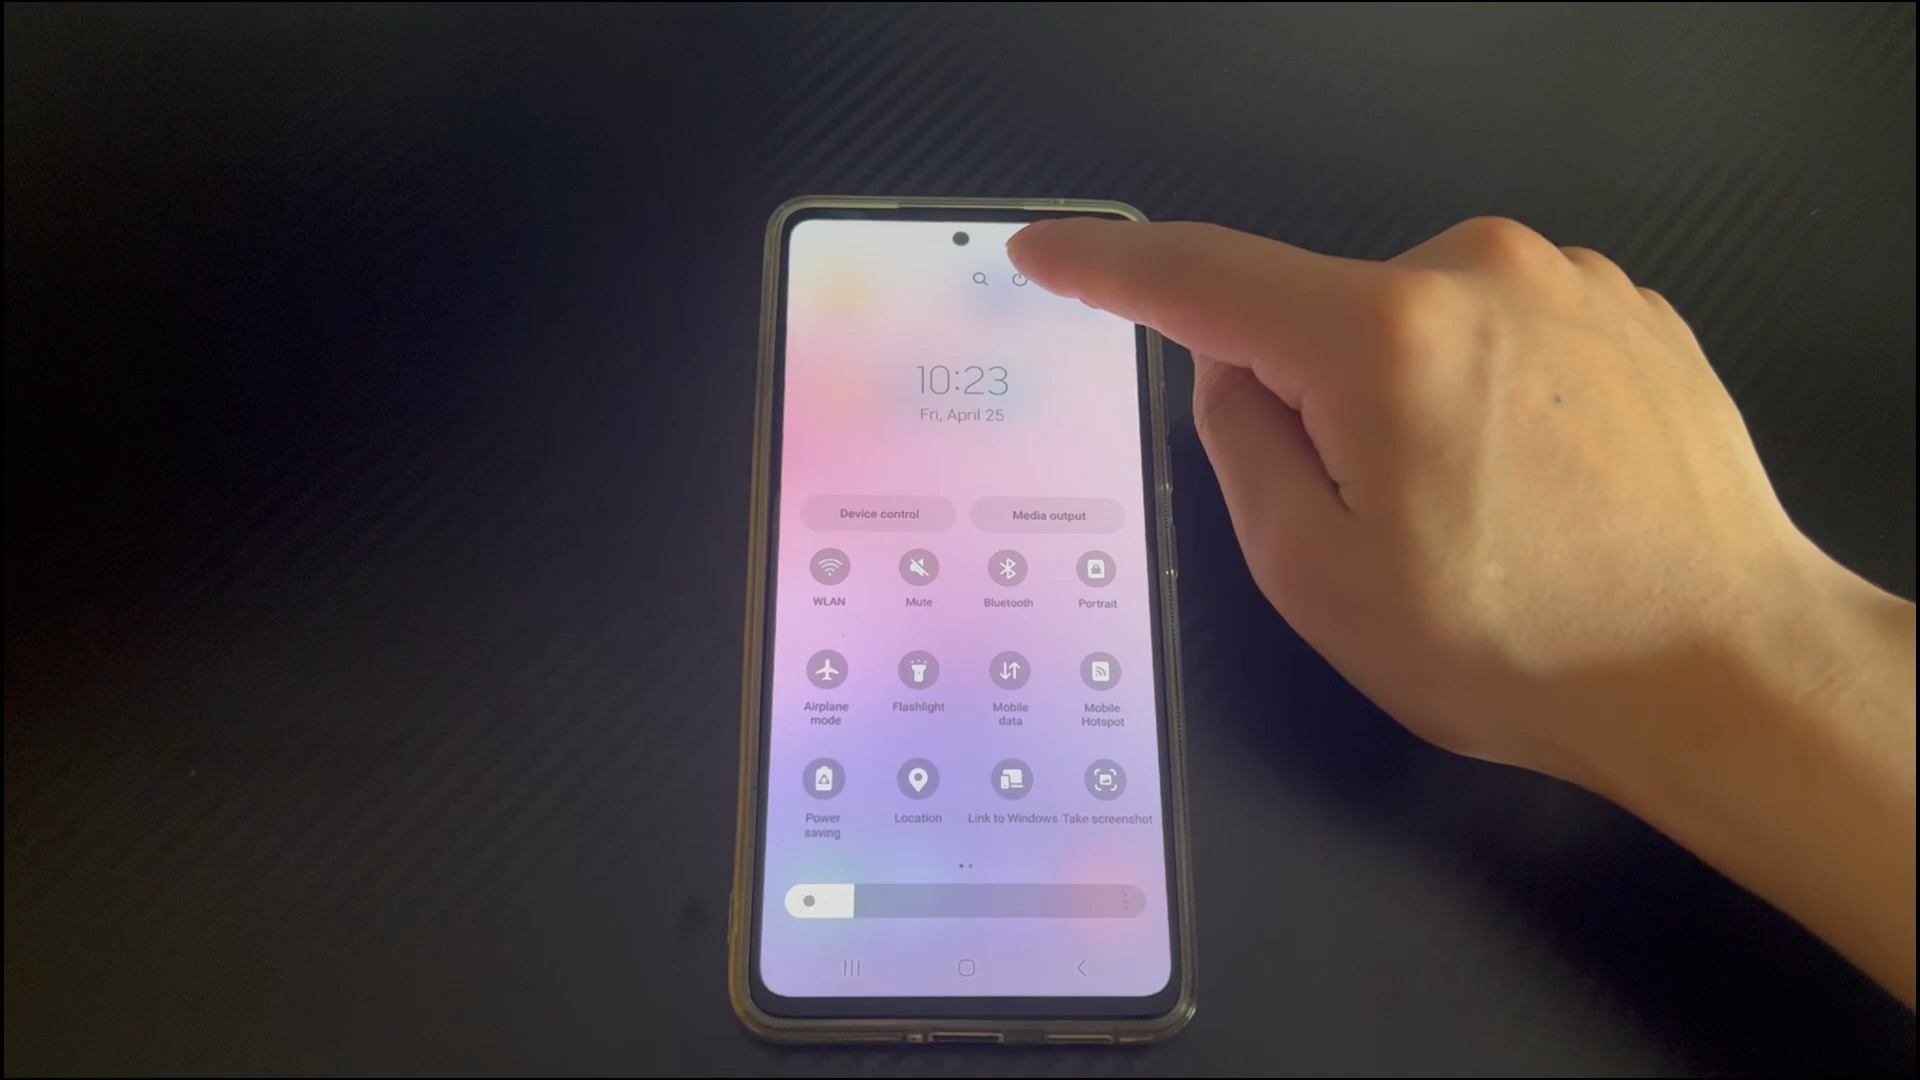 10:23
Fri, April 25
Device control Media output
WLAN Mute Bluetooth Portrait
Airplane mode Flashlight Mobile data Mobile Hotspot
Power saving Location Link to Windows Take screenshot